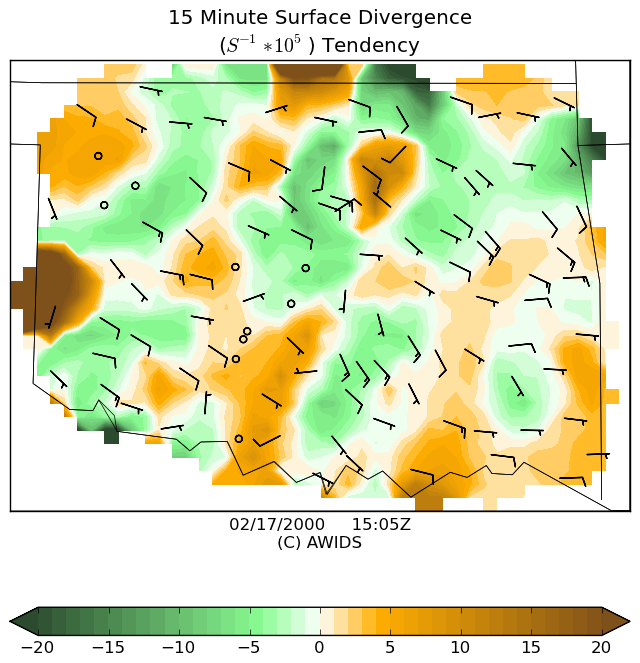 15 Minute Surface Divergence
(S⁻¹ *10⁵ ) Tendency
02/17/2000 15:05Z
(C) AWIDS
−20 −15 −10 −5 0 5 10 15 20